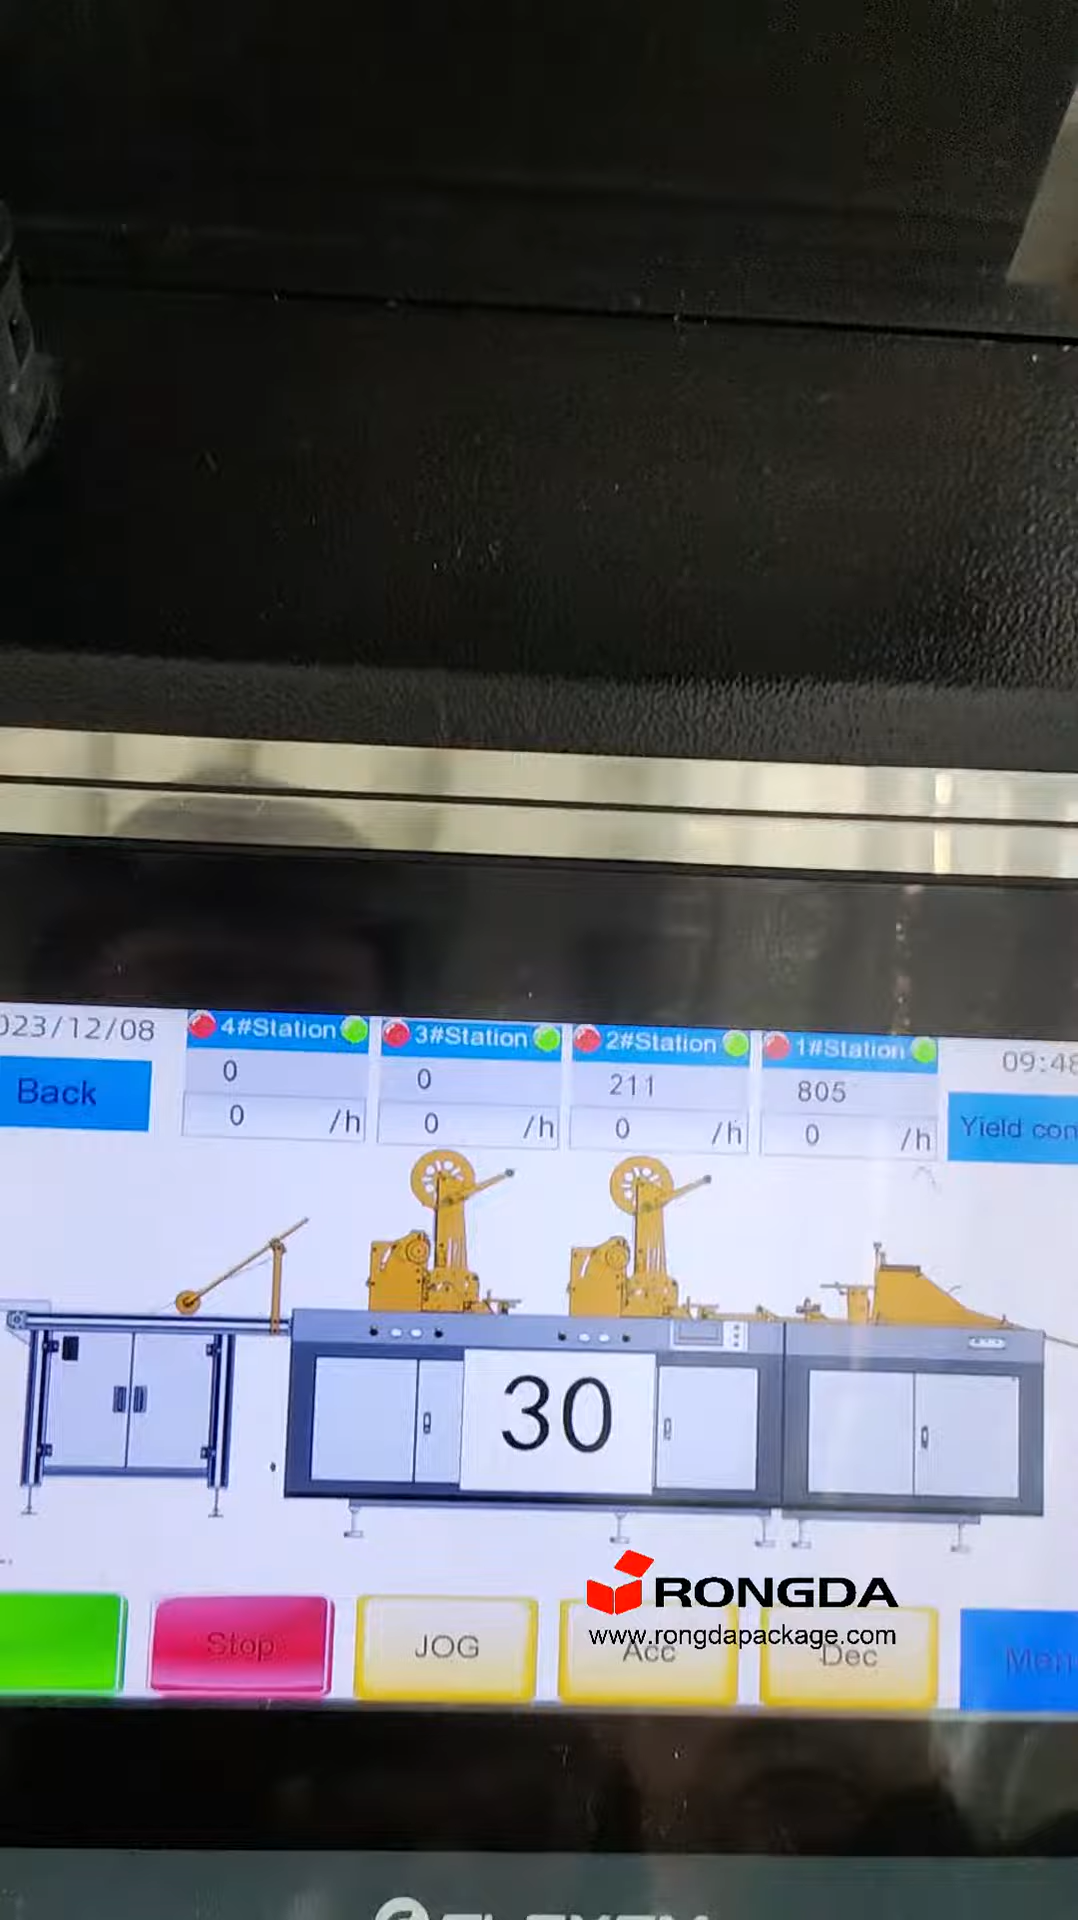 023/12/08
4#Station
3#Station
2#Station
1#Station
09:48
Back
0
0
211
805
Yield con
0 /h
0 /h
0 /h
0 /h
30
RONGDA
www.rongdapackage.com
Stop
JOG
Acc
Dec
Men